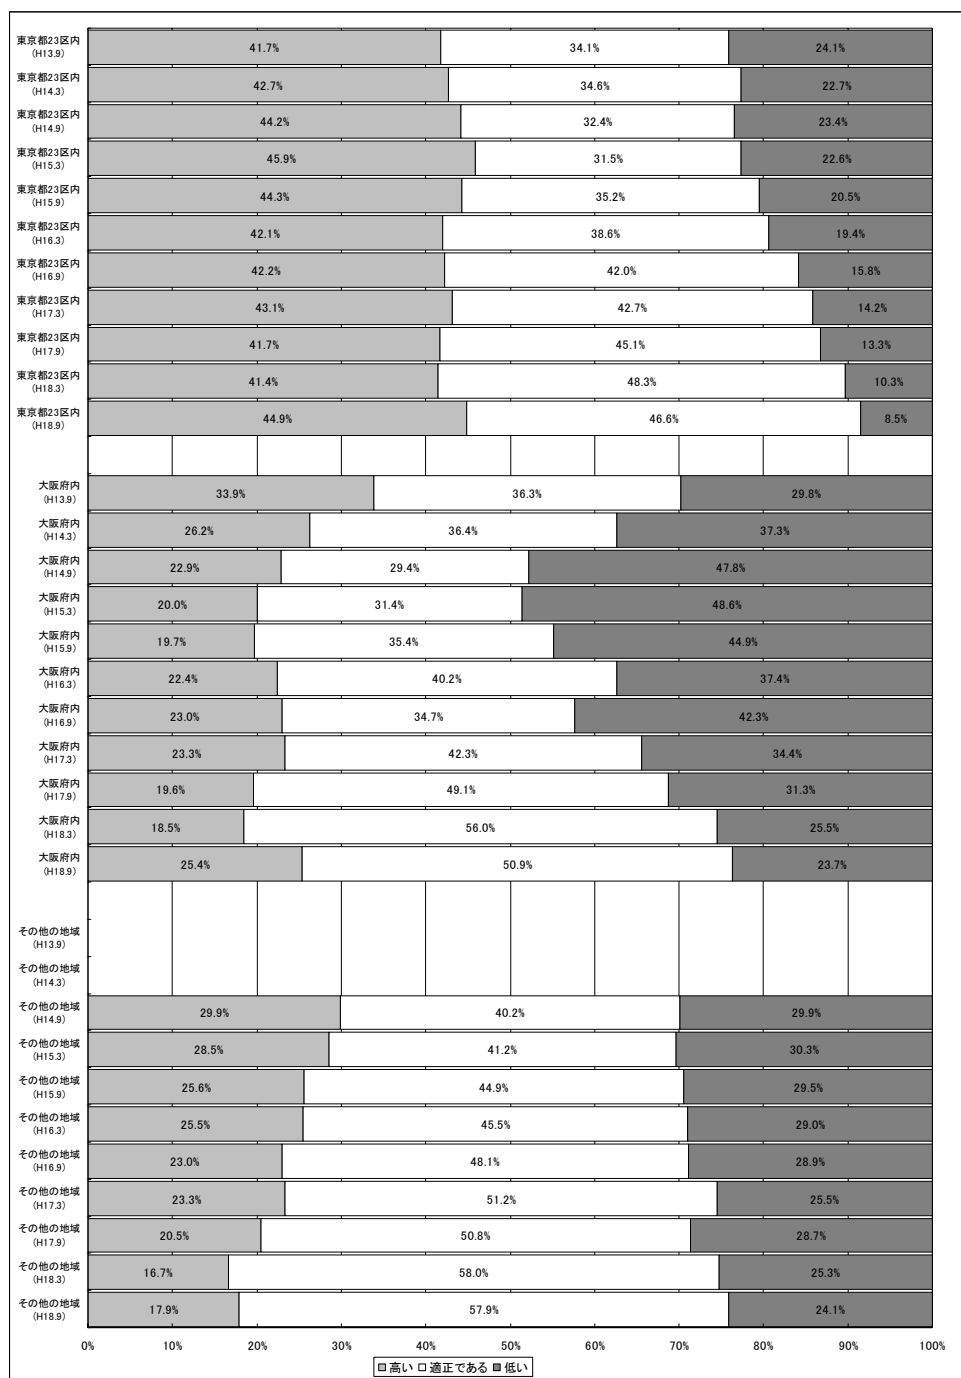 東京都23区内
(H13.9)
41.7%
34.1%
24.1%
東京都23区内
(H14.3)
42.7%
34.6%
22.7%
東京都23区内
(H14.9)
44.2%
32.4%
23.4%
東京都23区内
(H15.3)
45.9%
31.5%
22.6%
東京都23区内
(H15.9)
44.3%
35.2%
20.5%
東京都23区内
(H16.3)
42.1%
38.6%
19.4%
東京都23区内
(H16.9)
42.2%
42.0%
15.8%
東京都23区内
(H17.3)
43.1%
42.7%
14.2%
東京都23区内
(H17.9)
41.7%
45.1%
13.3%
東京都23区内
(H18.3)
41.4%
48.3%
10.3%
東京都23区内
(H18.9)
44.9%
46.6%
8.5%
大阪府内
(H13.9)
33.9%
36.3%
29.8%
大阪府内
(H14.3)
26.2%
36.4%
37.3%
大阪府内
(H14.9)
22.9%
29.4%
47.8%
大阪府内
(H15.3)
20.0%
31.4%
48.6%
大阪府内
(H15.9)
19.7%
35.4%
44.9%
大阪府内
(H16.3)
22.4%
40.2%
37.4%
大阪府内
(H16.9)
23.0%
34.7%
42.3%
大阪府内
(H17.3)
23.3%
42.3%
34.4%
大阪府内
(H17.9)
19.6%
49.1%
31.3%
大阪府内
(H18.3)
18.5%
56.0%
25.5%
大阪府内
(H18.9)
25.4%
50.9%
23.7%
その他の地域
(H13.9)
その他の地域
(H14.3)
その他の地域
(H14.9)
29.9%
40.2%
29.9%
その他の地域
(H15.3)
28.5%
41.2%
30.3%
その他の地域
(H15.9)
25.6%
44.9%
29.5%
その他の地域
(H16.3)
25.5%
45.5%
29.0%
その他の地域
(H16.9)
23.0%
48.1%
28.9%
その他の地域
(H17.3)
23.3%
51.2%
25.5%
その他の地域
(H17.9)
20.5%
50.8%
28.7%
その他の地域
(H18.3)
16.7%
58.0%
25.3%
その他の地域
(H18.9)
17.9%
57.9%
24.1%
0% 10% 20% 30% 40% 50% 60% 70% 80% 90% 100%
高い 適正である 低い